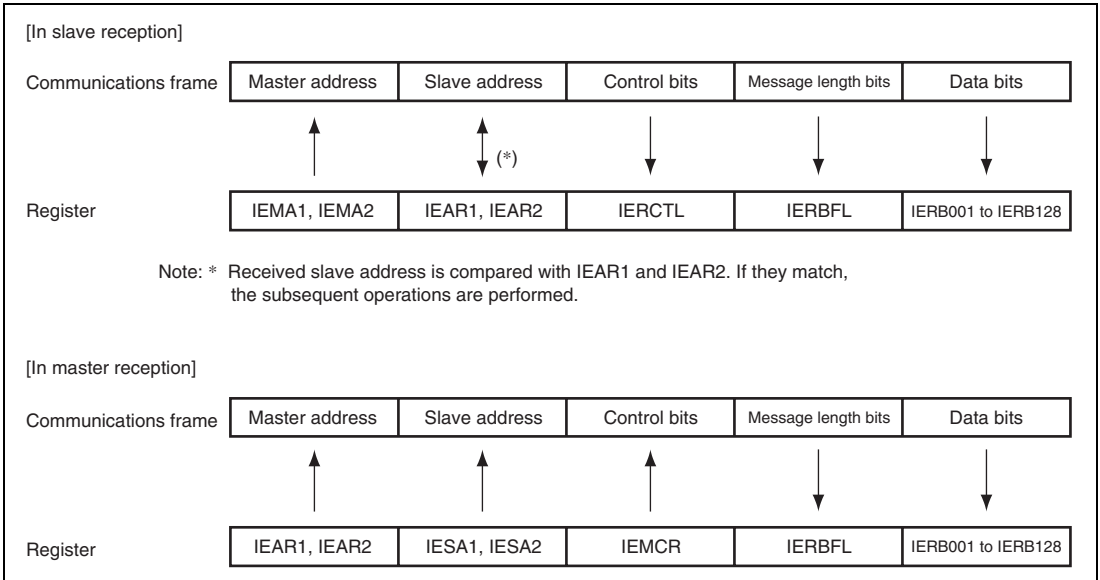 [In slave reception]
Communications frame Master address Slave address Control bits Message length bits Data bits
(*)
Register IEMA1, IEMA2 IEAR1, IEAR2 IERCTL IERBFL IERB001 to IERB128
Note: * Received slave address is compared with IEAR1 and IEAR2. If they match,
the subsequent operations are performed.
[In master reception]
Communications frame Master address Slave address Control bits Message length bits Data bits
Register IEAR1, IEAR2 IESA1, IESA2 IEMCR IERBFL IERB001 to IERB128